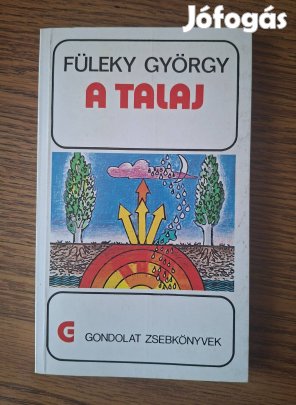 Jófogás
FÜLEKY GYÖRGY
A TALAJ
G GONDOLAT ZSEBKÖNYVEK